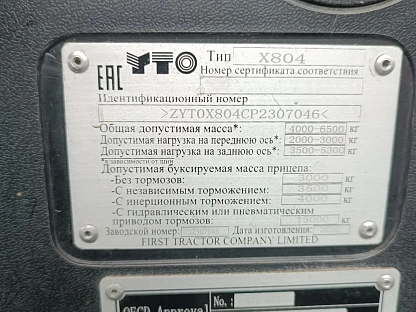 EAC YTO Тип X804
Номер сертификата соответствия
Идентификационный номер
>ZYT0X804CP2307046<
Общая допустимая масса*: 4000-6500 кг
Допустимая нагрузка на переднюю ось*: 2000-3000 кг
Допустимая нагрузка на заднюю ось*: 3500-5300 кг
*в зависимости от шин
Допустимая буксируемая масса прицепа:
-Без тормозов: 3000 кг
-С независимым торможением: 3500 кг
-С инерционным торможением: 4000 кг
-С гидравлическим или пневматическим
приводом тормозов: 15000 кг
Заводской номер: 32307046 Дата изготовления:
FIRST TRACTOR COMPANY LIMITED
OECD Approval No.: